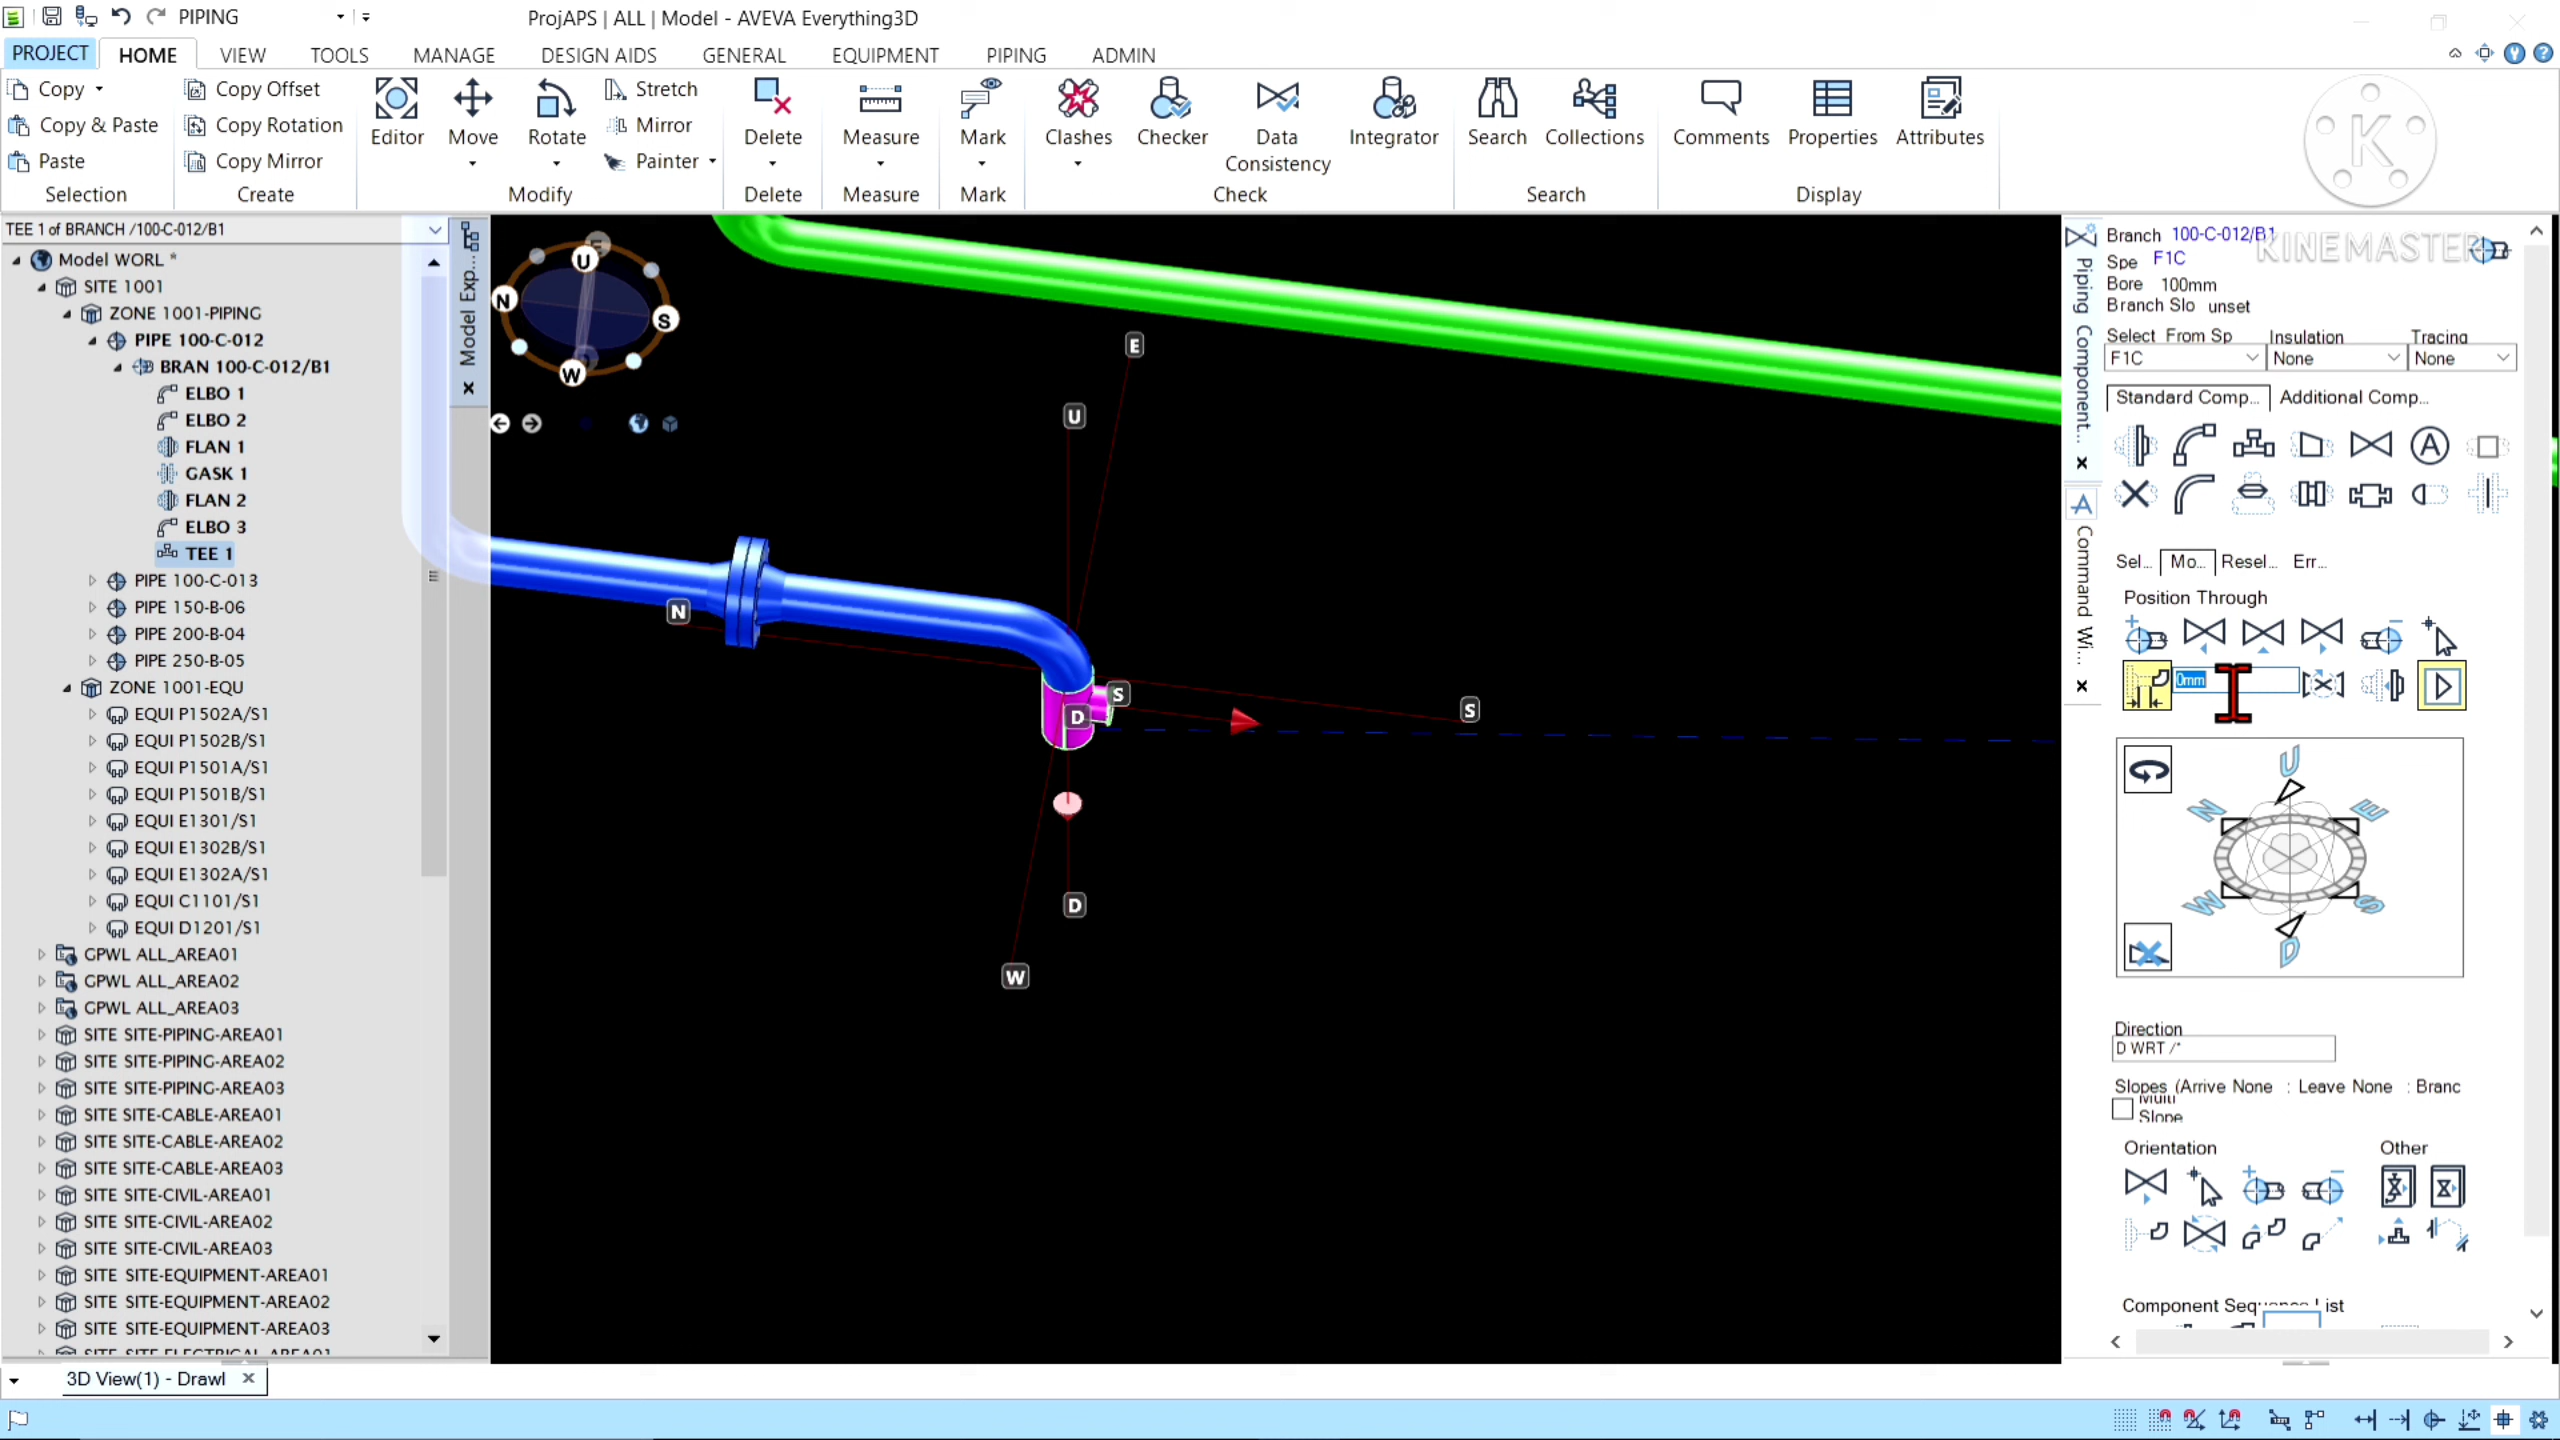 PIPING
ProjAPS | ALL | Model - AVEVA Everything3D
PROJECT HOME VIEW TOOLS MANAGE DESIGN AIDS GENERAL EQUIPMENT PIPING ADMIN
Copy
Copy & Paste
Paste
Selection
Copy Offset
Copy Rotation
Copy Mirror
Create
Editor
Move
Rotate
Stretch
Mirror
Painter
Modify
Delete
Delete
Measure
Measure
Mark
Mark
Clashes
Checker
Data
Consistency
Integrator
Check
Search
Collections
Search
Comments
Properties
Attributes
Display
K
TEE 1 of BRANCH /100-C-012/B1
Model WORL *
SITE 1001
ZONE 1001-PIPING
PIPE 100-C-012
BRAN 100-C-012/B1
ELBO 1
ELBO 2
FLAN 1
GASK 1
FLAN 2
ELBO 3
TEE 1
PIPE 100-C-013
PIPE 150-B-06
PIPE 200-B-04
PIPE 250-B-05
ZONE 1001-EQU
EQUI P1502A/S1
EQUI P1502B/S1
EQUI P1501A/S1
EQUI P1501B/S1
EQUI E1301/S1
EQUI E1302B/S1
EQUI E1302A/S1
EQUI C1101/S1
EQUI D1201/S1
GPWL ALL_AREA01
GPWL ALL_AREA02
GPWL ALL_AREA03
SITE SITE-PIPING-AREA01
SITE SITE-PIPING-AREA02
SITE SITE-PIPING-AREA03
SITE SITE-CABLE-AREA01
SITE SITE-CABLE-AREA02
SITE SITE-CABLE-AREA03
SITE SITE-CIVIL-AREA01
SITE SITE-CIVIL-AREA02
SITE SITE-CIVIL-AREA03
SITE SITE-EQUIPMENT-AREA01
SITE SITE-EQUIPMENT-AREA02
SITE SITE-EQUIPMENT-AREA03
SITE SITE-ELECTRICAL-AREA01
Model Exp...
E
U
N
S
W
E
U
N
S
S
D
D
W
Piping Component...
Command Wi...
Branch 100-C-012/B1
KINEMASTER
Spe F1C
Bore 100mm
Branch Slo unset
Select From Sp Insulation Tracing
F1C None None
Standard Comp... Additional Comp...
A
Sel... Mo... Resel... Err...
Position Through
0mm
U
N E
W S
D
Direction
D WRT /*
Slopes (Arrive None : Leave None : Branc
Multi
Slope
Orientation Other
Component Sequence List
3D View(1) - Drawl